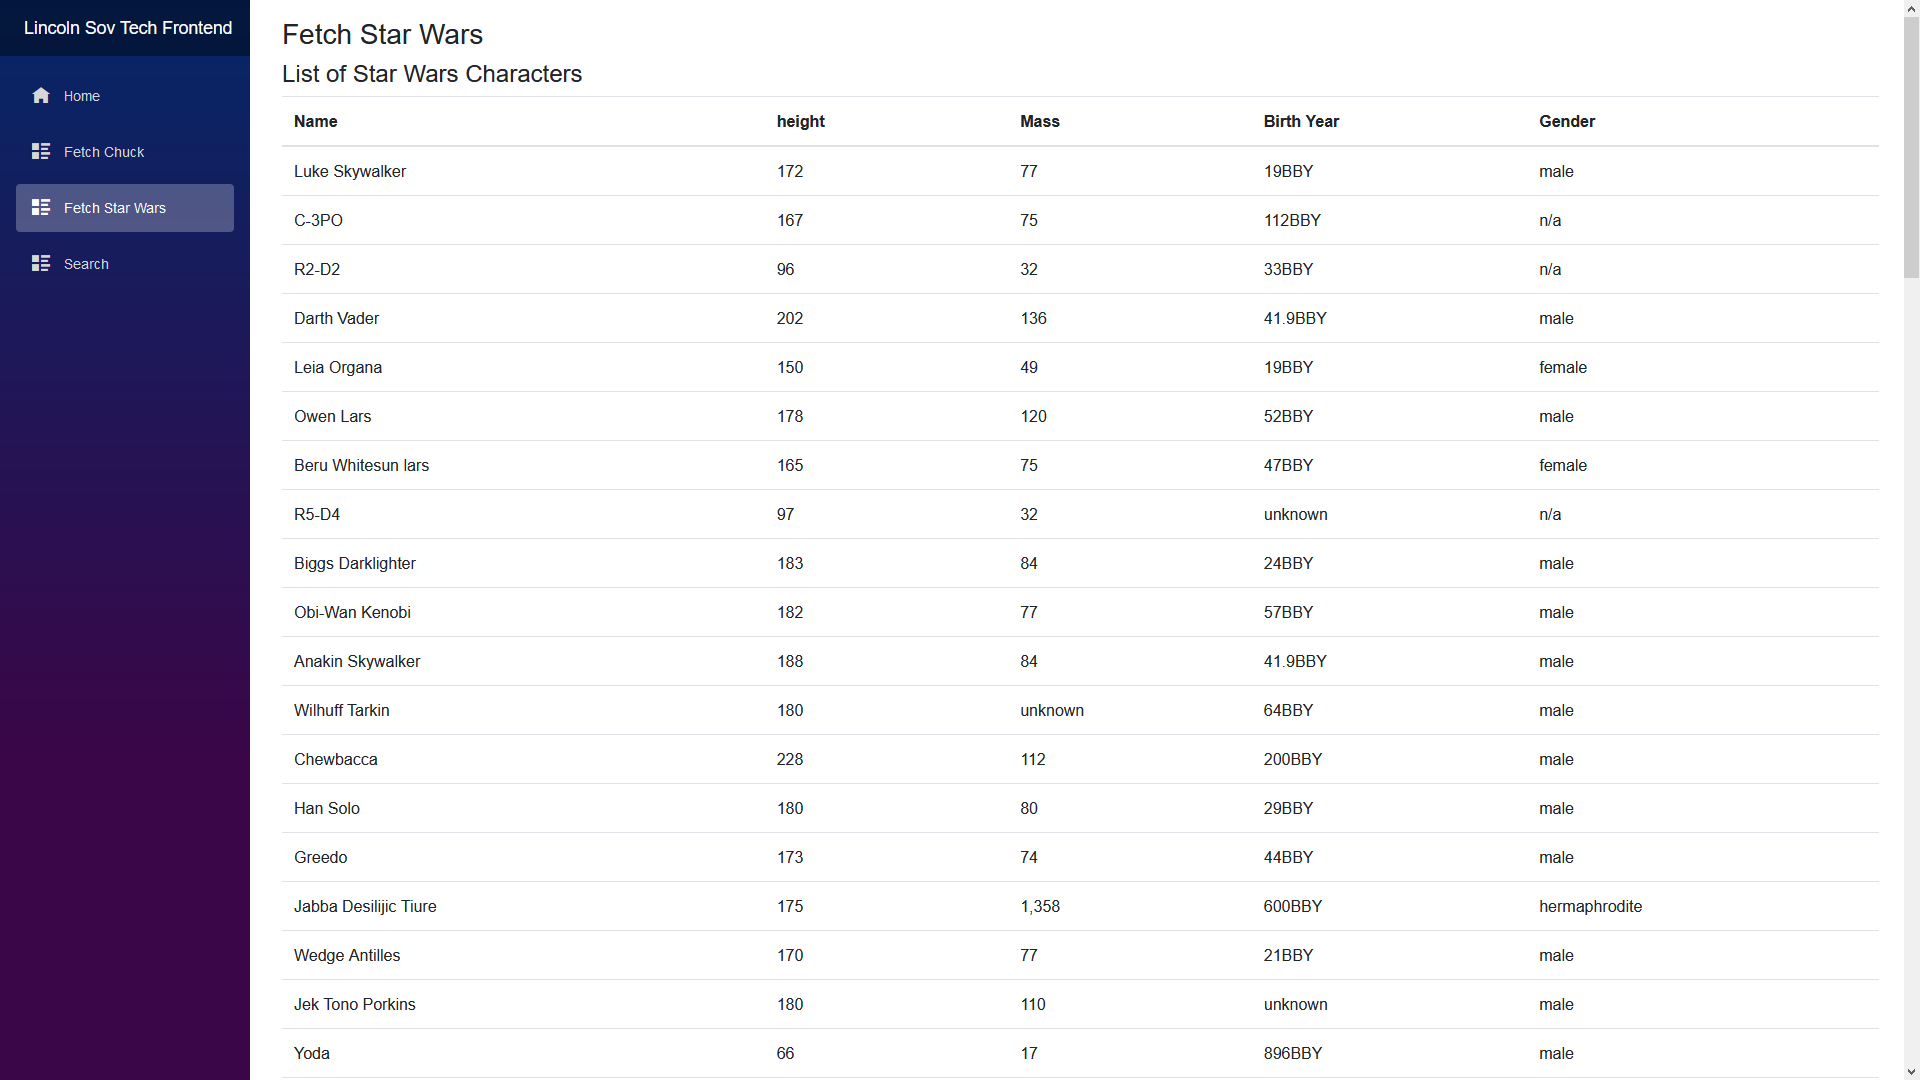 Lincoln Sov Tech Frontend
Home
Fetch Chuck
Fetch Star Wars
Search
Fetch Star Wars
List of Star Wars Characters
Name height Mass Birth Year Gender
Luke Skywalker 172 77 19BBY male
C-3PO 167 75 112BBY n/a
R2-D2 96 32 33BBY n/a
Darth Vader 202 136 41.9BBY male
Leia Organa 150 49 19BBY female
Owen Lars 178 120 52BBY male
Beru Whitesun lars 165 75 47BBY female
R5-D4 97 32 unknown n/a
Biggs Darklighter 183 84 24BBY male
Obi-Wan Kenobi 182 77 57BBY male
Anakin Skywalker 188 84 41.9BBY male
Wilhuff Tarkin 180 unknown 64BBY male
Chewbacca 228 112 200BBY male
Han Solo 180 80 29BBY male
Greedo 173 74 44BBY male
Jabba Desilijic Tiure 175 1,358 600BBY hermaphrodite
Wedge Antilles 170 77 21BBY male
Jek Tono Porkins 180 110 unknown male
Yoda 66 17 896BBY male